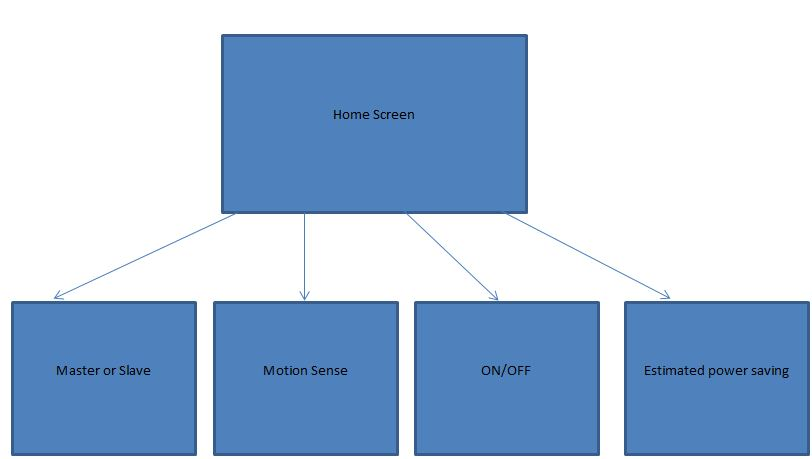 Home Screen
Master or Slave
Motion Sense
ON/OFF
Estimated power saving